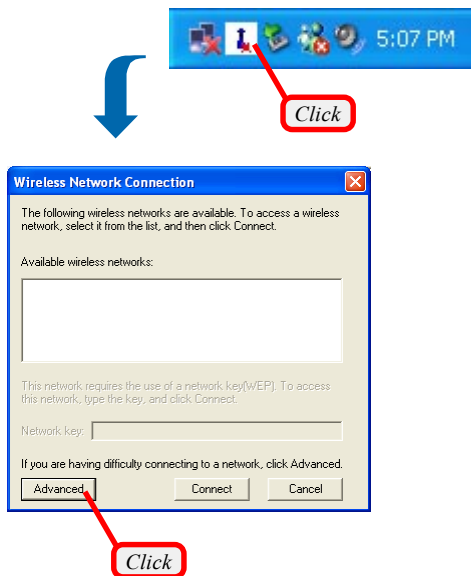 5:07 PM
Click
Wireless Network Connection
The following wireless networks are available. To access a wireless
network, select it from the list, and then click Connect.
Available wireless networks:
This network requires the use of a network key(WEP). To access
this network, type the key, and click Connect.
Network key:
If you are having difficulty connecting to a network, click Advanced.
Advanced Connect Cancel
Click